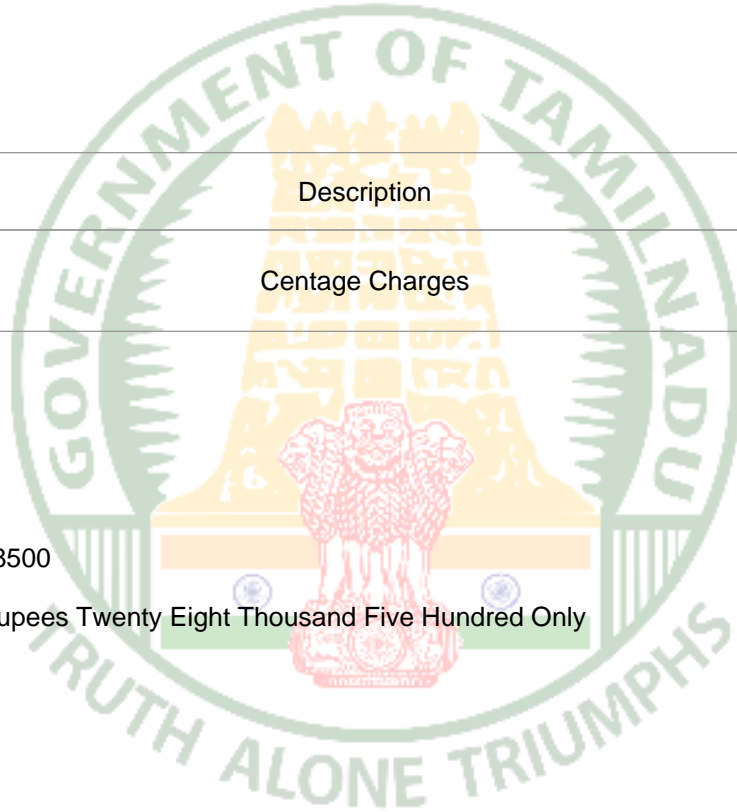 GOVERNMENT OF TAMILNADU
Description
Centage Charges
3500
upees Twenty Eight Thousand Five Hundred Only
TRUTH ALONE TRIUMPHS